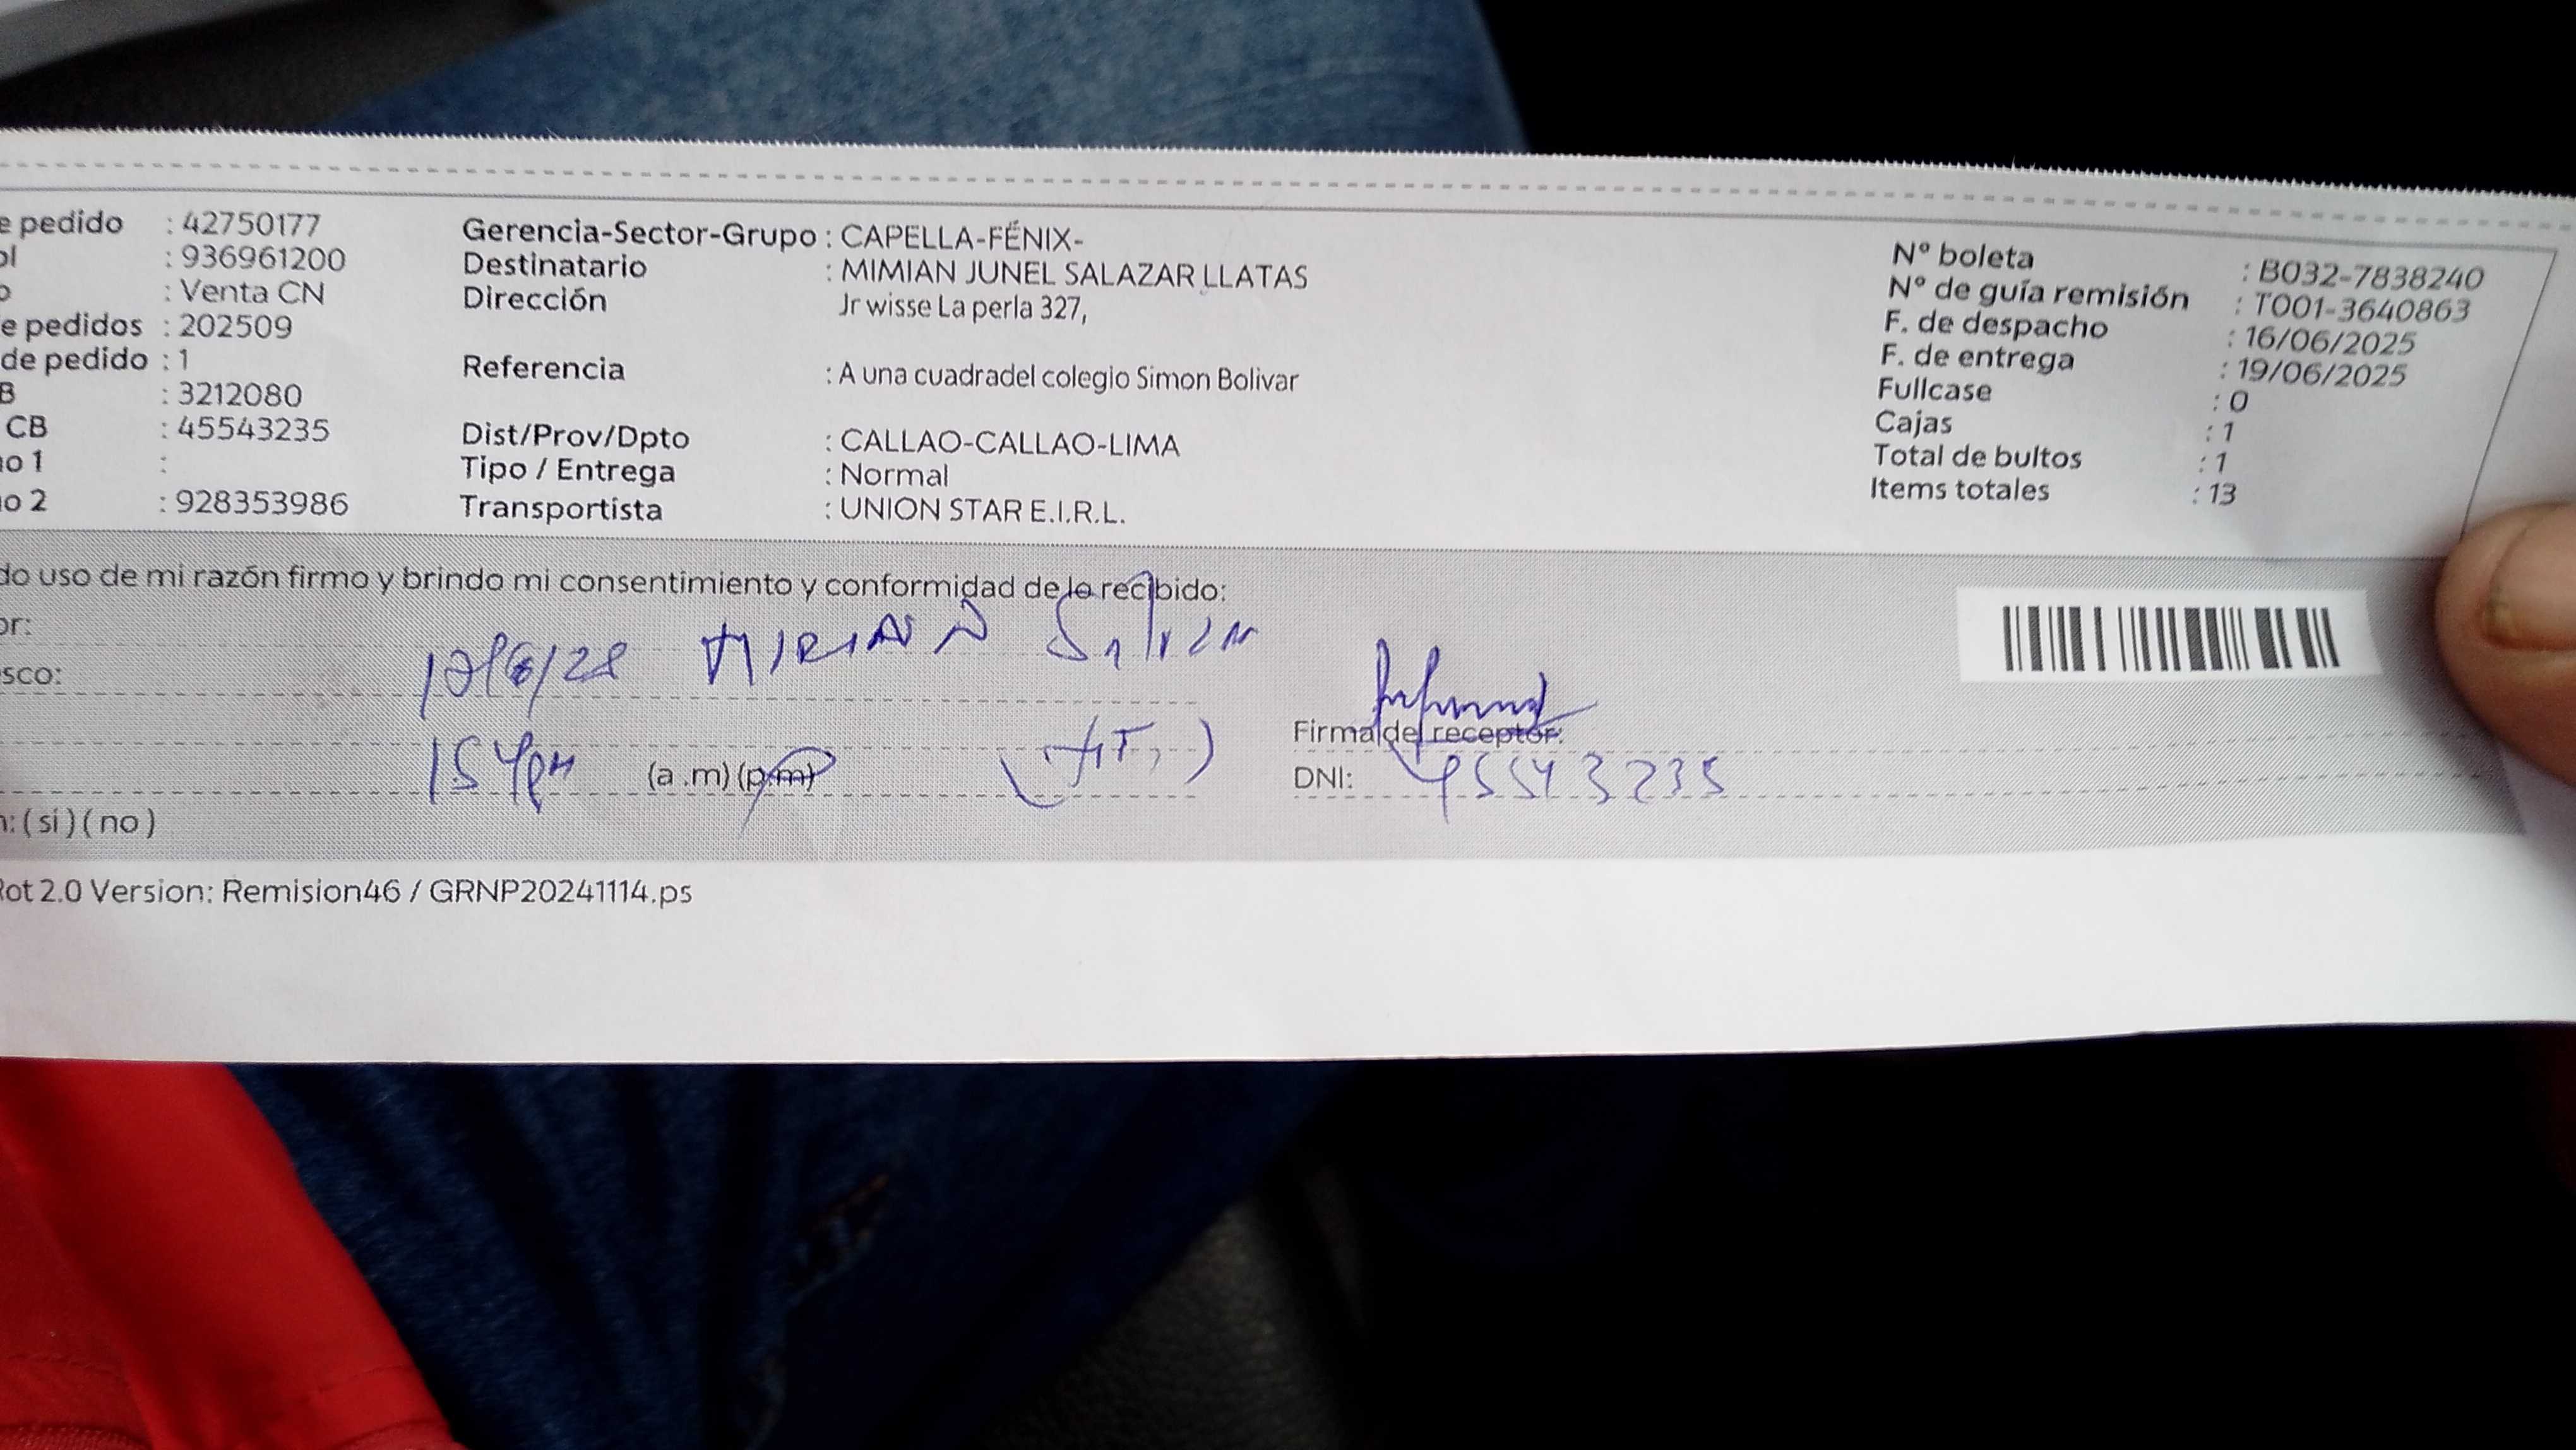 e pedido : 42750177
ol : 936961200
o : Venta CN
e pedidos : 202509
de pedido : 1
B : 3212080
CB : 45543235
no 1 :
no 2 : 928353986
Gerencia-Sector-Grupo : CAPELLA-FÉNIX-
Destinatario : MIMIAN JUNEL SALAZAR LLATAS
Dirección Jr wisse La perla 327,
Referencia : A una cuadradel colegio Simon Bolivar
Dist/Prov/Dpto : CALLAO-CALLAO-LIMA
Tipo / Entrega : Normal
Transportista : UNION STAR E.I.R.L.
Nº boleta : B032-7838240
Nº de guía remisión : T001-3640863
F. de despacho : 16/06/2025
F. de entrega : 19/06/2025
Fullcase : 0
Cajas : 1
Total de bultos : 1
Items totales : 13
do uso de mi razón firmo y brindo mi consentimiento y conformidad de lo recibido:
or:
sco:
(a .m) (p.m)
(TIT,)
Firma del receptor:
DNI: 45543235
n: ( si ) ( no )
Rot 2.0 Version: Remision46 / GRNP20241114.ps